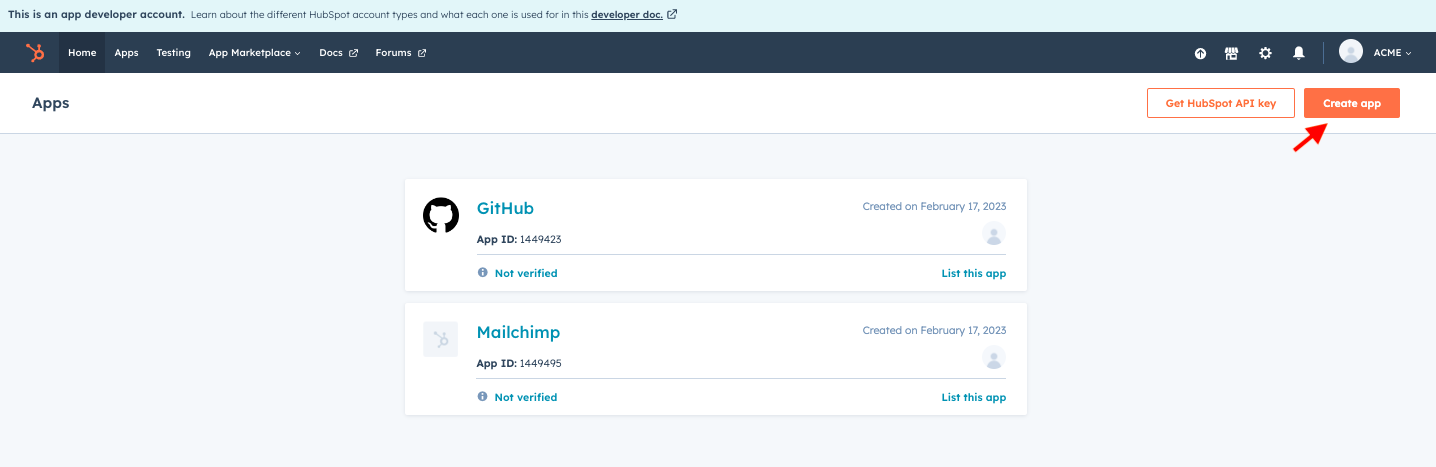 This is an app developer account. Learn about the different HubSpot account types and what each one is used for in this developer doc.
Home Apps Testing App Marketplace Docs Forums ACME
Apps Get HubSpot API key Create app
GitHub Created on February 17, 2023
App ID: 1449423
Not verified List this app
Mailchimp Created on February 17, 2023
App ID: 1449495
Not verified List this app